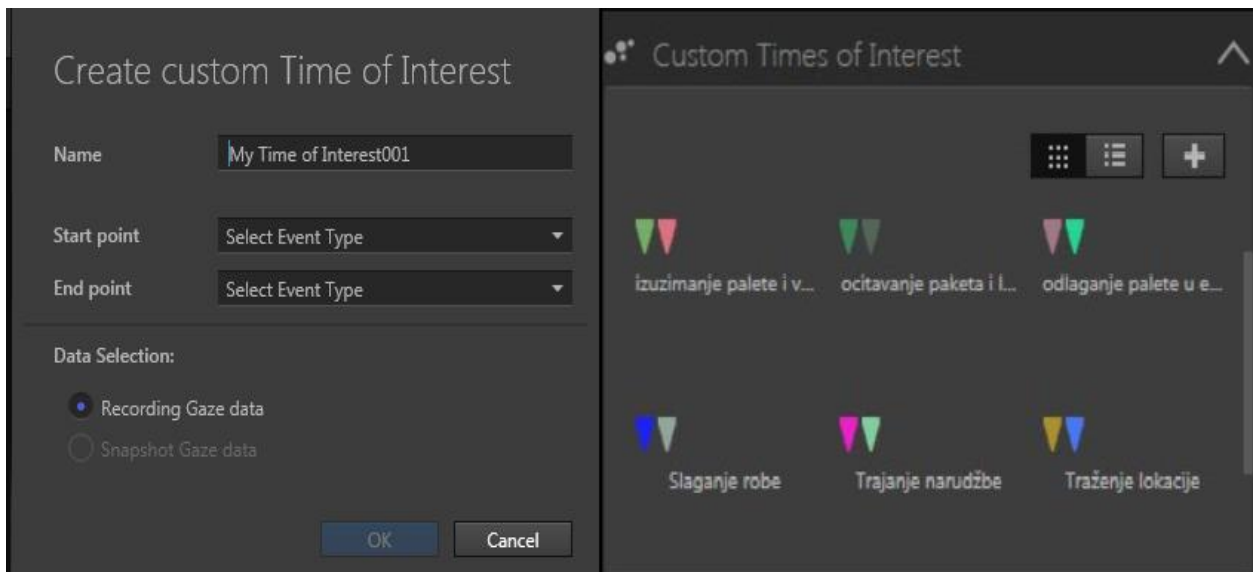 Create custom Time of Interest
Name
My Time of Interest001
Start point
Select Event Type
End point
Select Event Type
Data Selection:
Recording Gaze data
Snapshot Gaze data
OK
Cancel
Custom Times of Interest
izuzimanje palete i v...
ocitavanje paketa i l...
odlaganje palete u e...
Slaganje robe
Trajanje narudžbe
Traženje lokacije